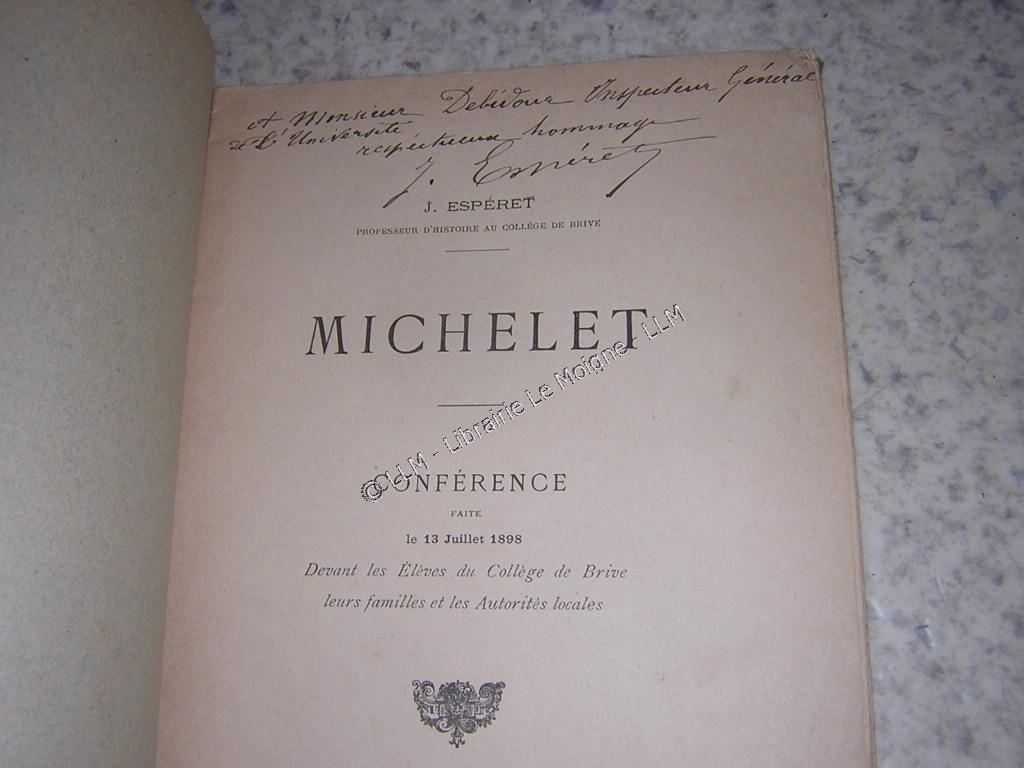 A Monsieur Debidour Inspecteur Général
de l'Université
respectueux hommage
J. Espéret
J. ESPÉRET
PROFESSEUR D'HISTOIRE AU COLLÈGE DE BRIVE
MICHELET
© CLLM - Librairie Le Moigne - LLM
CONFÉRENCE
FAITE
le 13 Juillet 1898
Devant les Élèves du Collège de Brive
leurs familles et les Autorités locales